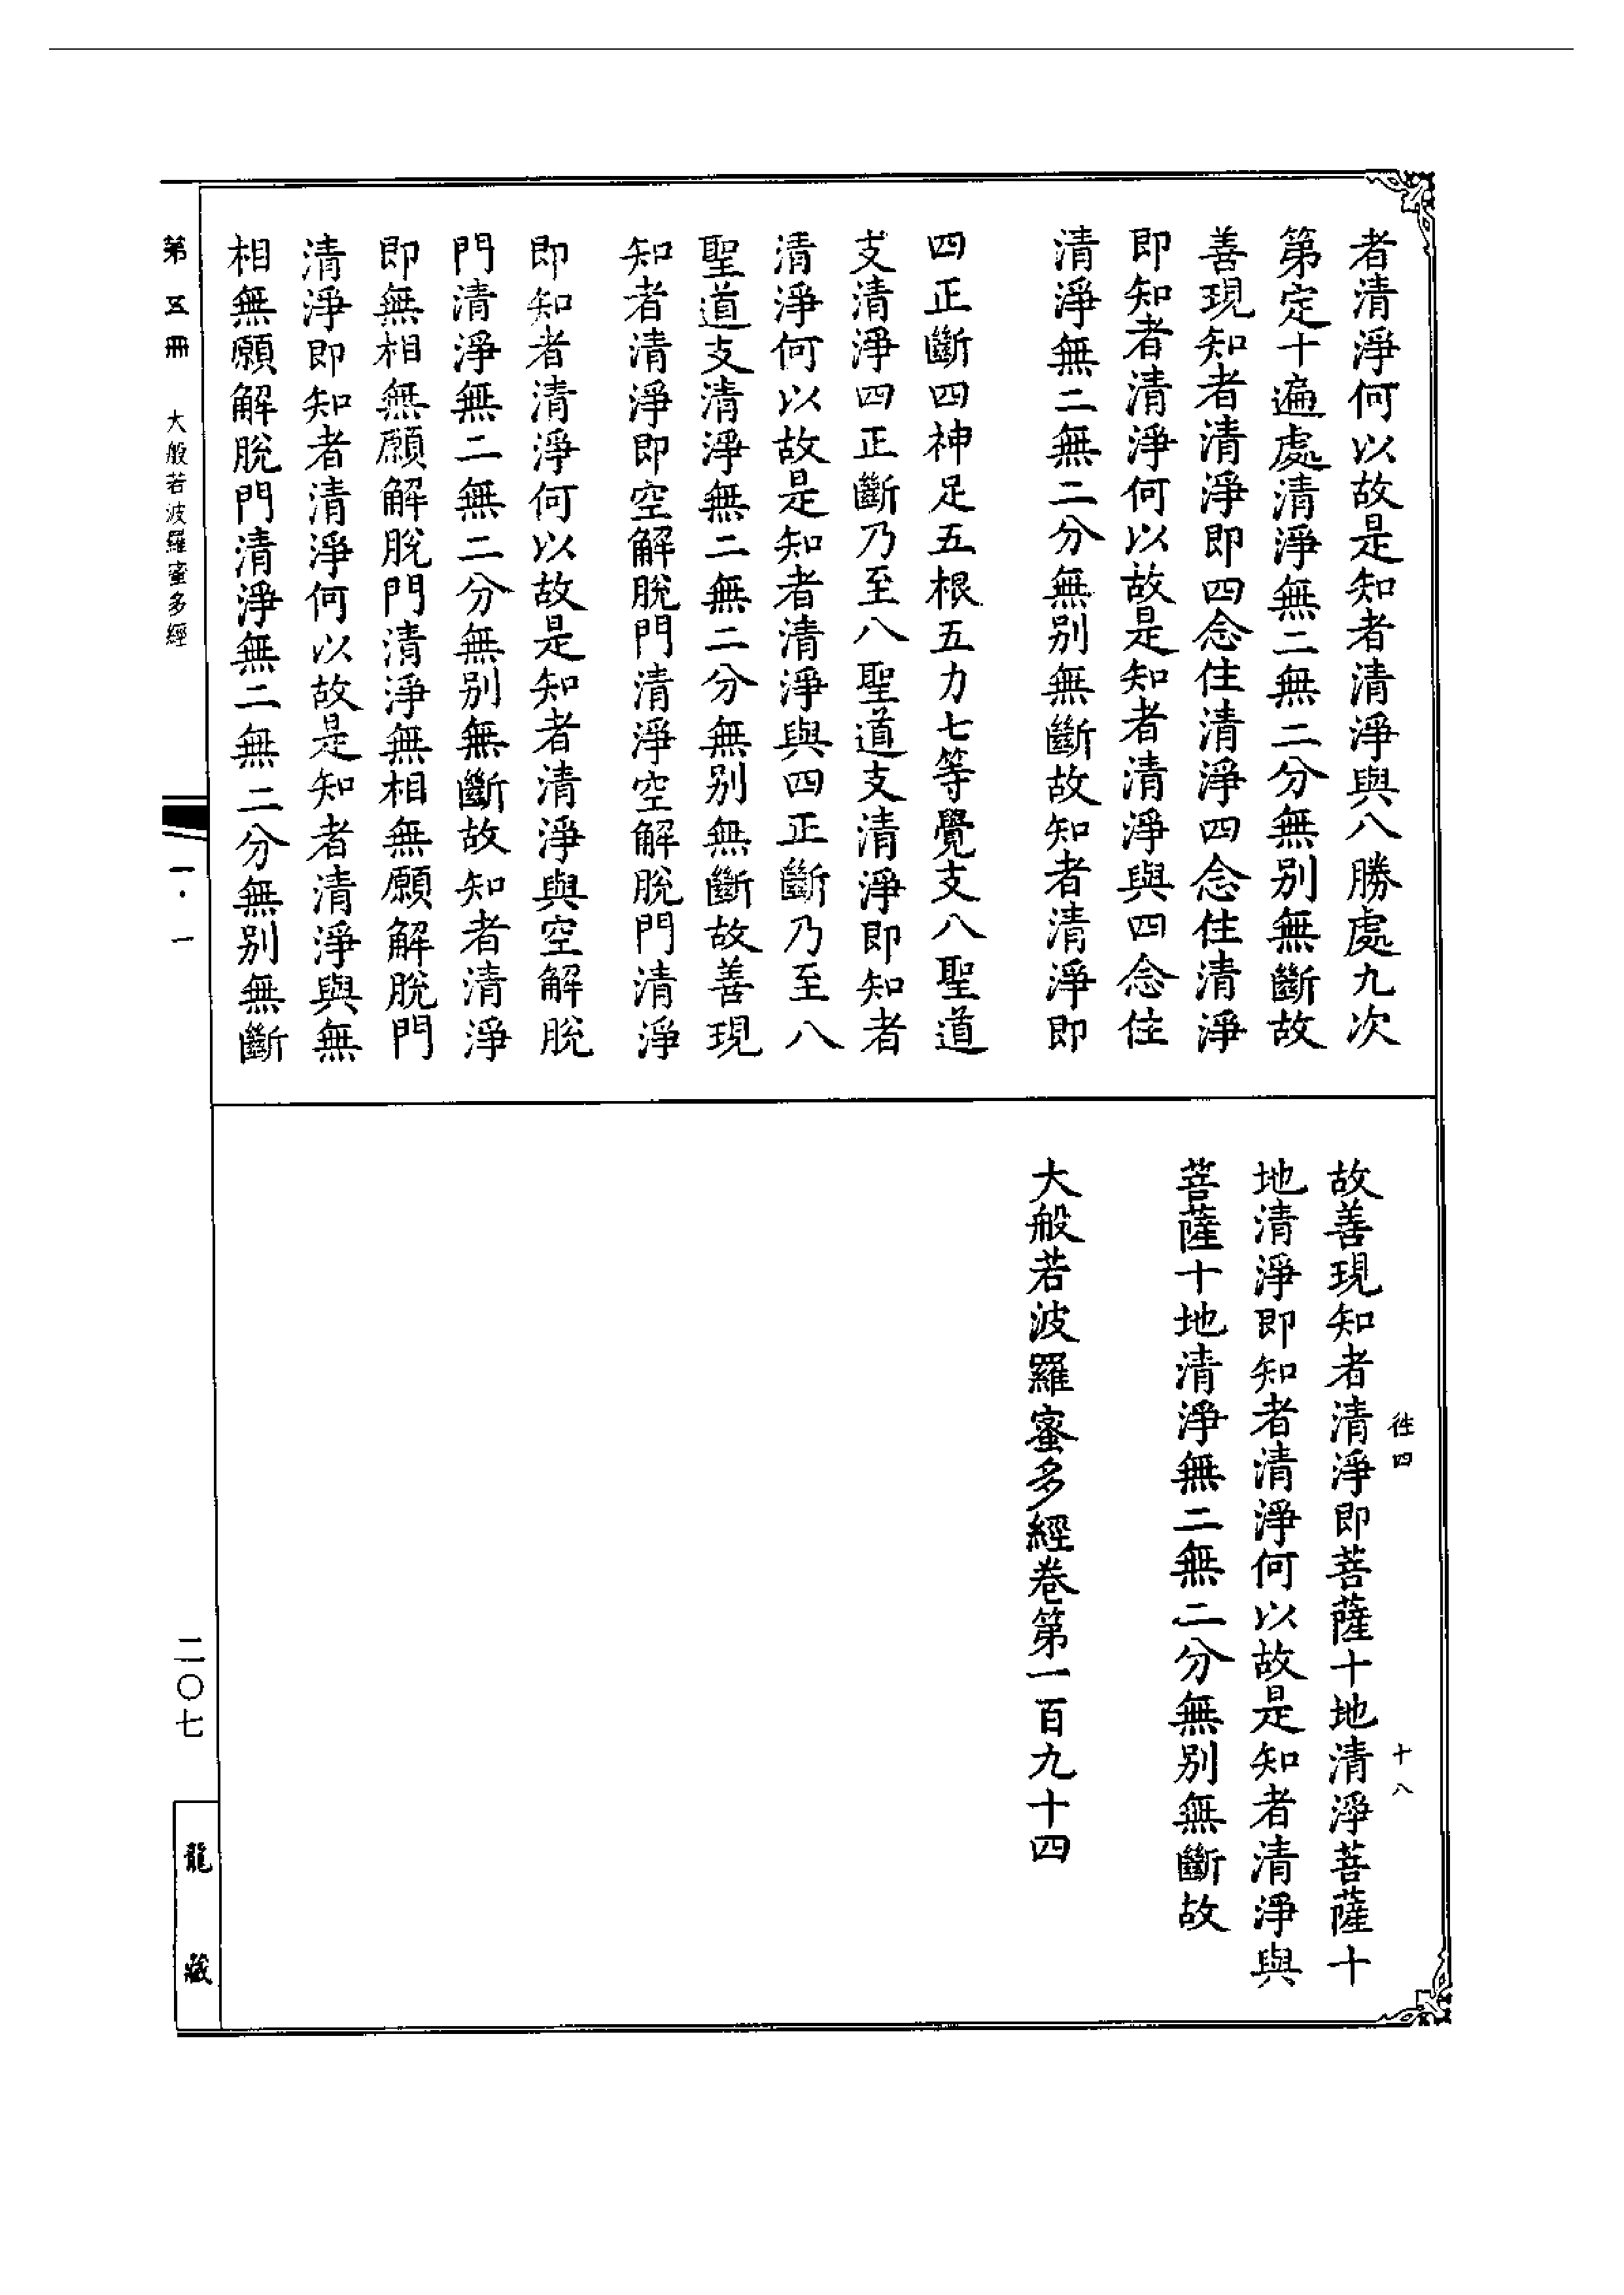 者清淨何以故是知者清淨與八勝處九次
第定十遍處清淨無二無二分無別無斷故
善現知者清淨即四念住清淨四念住清淨
即知者清淨何以故是知者清淨與四念住
清淨無二無二分無別無斷故知者清淨即
四正斷四神足五根五力七等覺支八聖道
支清淨四正斷乃至八聖道支清淨即知者
清淨何以故是知者清淨與四正斷乃至八
聖道支清淨無二無二分無別無斷故善現
知者清淨即空解脫門清淨空解脫門清淨
即知者清淨何以故是知者清淨與空解脫
門清淨無二無二分無別無斷故知者清淨
即無相無願解脫門清淨無相無願解脫門
清淨即知者清淨何以故是知者清淨與無
相無願解脫門清淨無二無二分無別無斷
徃四 十八
故善現知者清淨即菩薩十地清淨菩薩十
地清淨即知者清淨何以故是知者清淨與
菩薩十地清淨無二無二分無別無斷故
大般若波羅蜜多經卷第一百九十四
第五冊 大般若波羅蜜多經 一·一
二〇七
龍藏